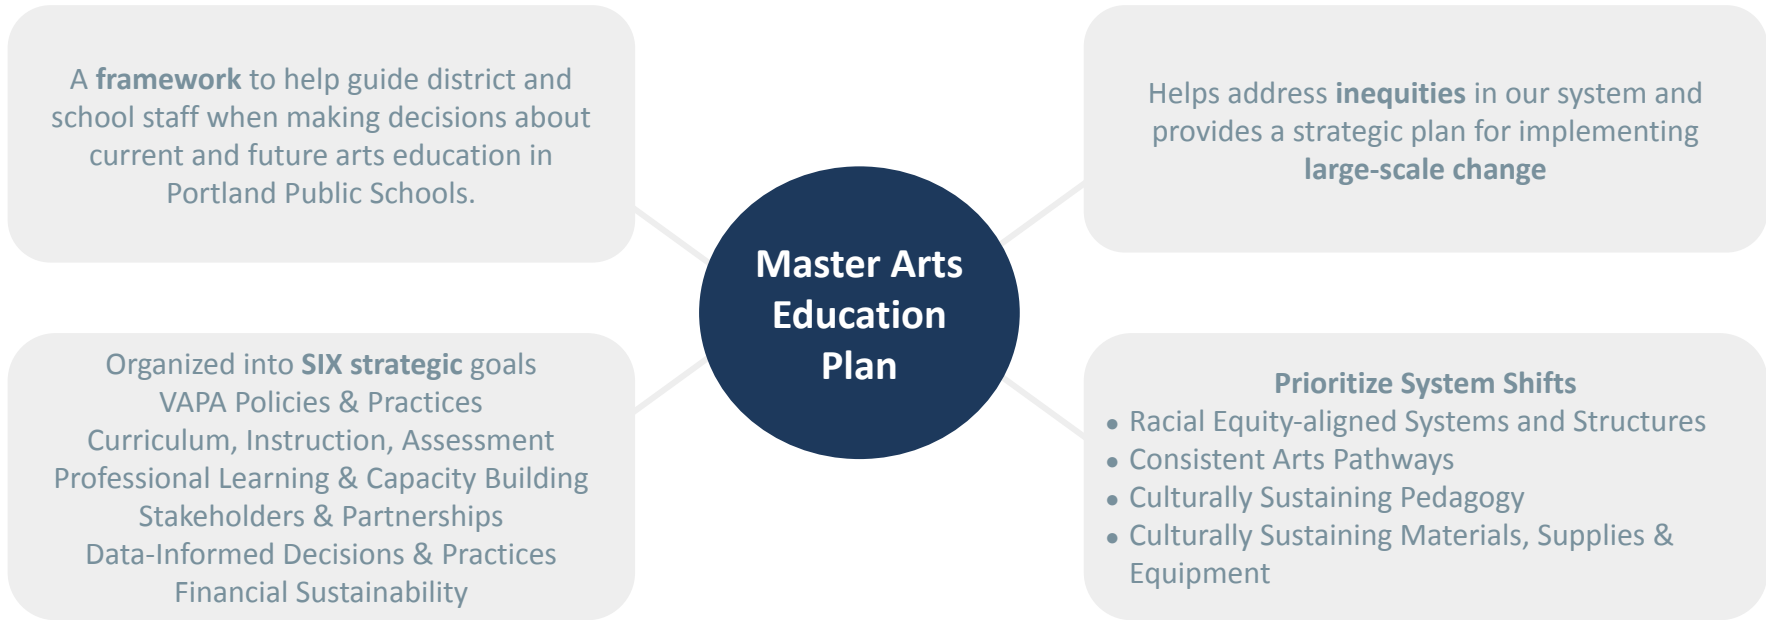 A framework to help guide district and
school staff when making decisions about
current and future arts education in
Portland Public Schools.
Helps address inequities in our system and
provides a strategic plan for implementing
large-scale change
Master Arts
Education
Plan
Organized into SIX strategic goals
VAPA Policies & Practices
Curriculum, Instruction, Assessment
Professional Learning & Capacity Building
Stakeholders & Partnerships
Data-Informed Decisions & Practices
Financial Sustainability
Prioritize System Shifts
• Racial Equity-aligned Systems and Structures
• Consistent Arts Pathways
• Culturally Sustaining Pedagogy
• Culturally Sustaining Materials, Supplies &
Equipment